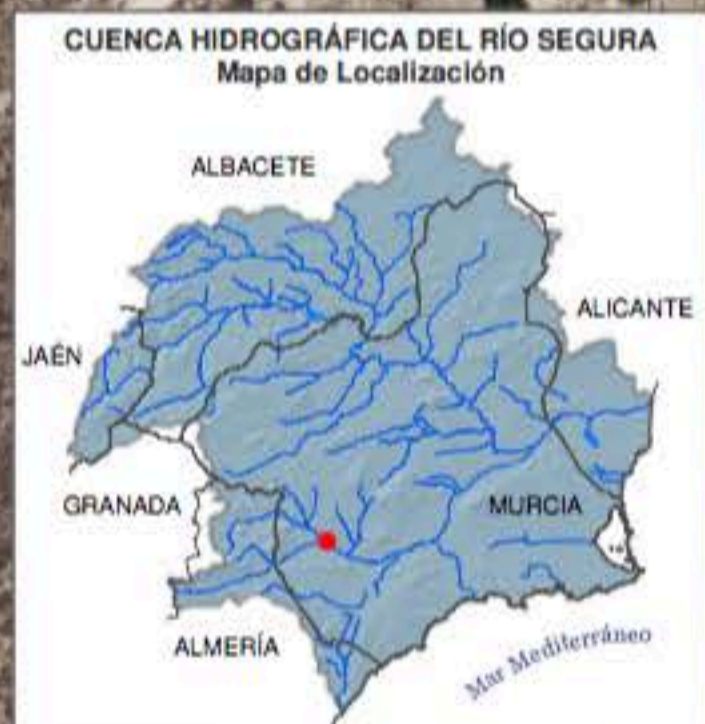 CUENCA HIDROGRÁFICA DEL RÍO SEGURA
Mapa de Localización
ALBACETE
ALICANTE
JAÉN
GRANADA
MURCIA
ALMERÍA
Mar Mediterráneo